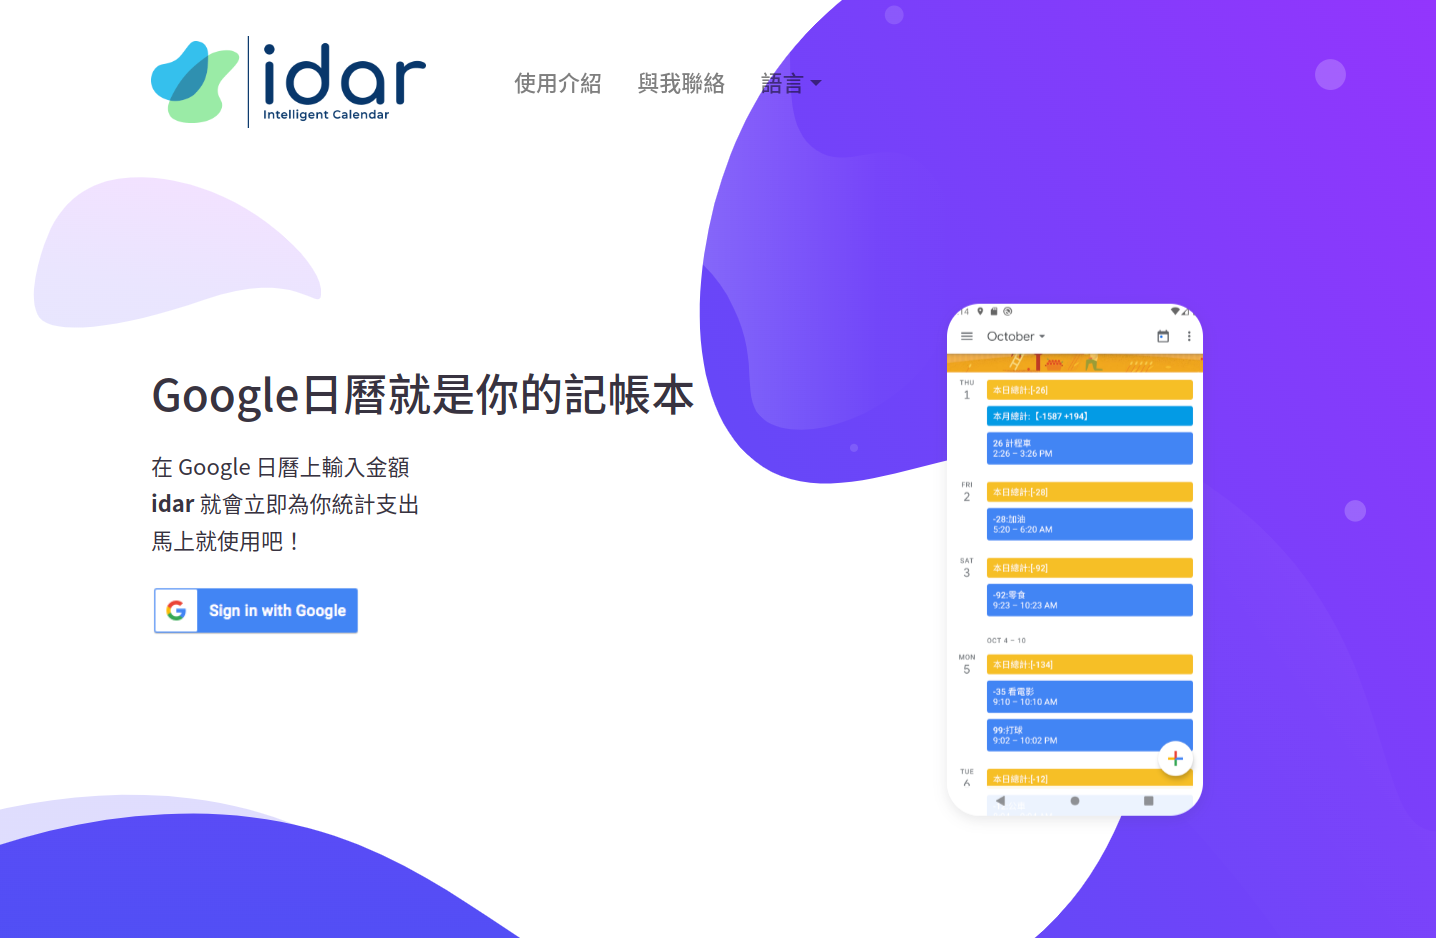 idar
Intelligent Calendar
使用介紹
與我聯絡
語言
Google日曆就是你的記帳本
在 Google 日曆上輸入金額
idar 就會立即為你統計支出
馬上就使用吧！
Sign in with Google
October
THU
1
本日總計:[-26]
本月總計:【-1587 +194】
26 計程車
2:26 – 3:26 PM
FRI
2
本日總計:[-28]
-28:加油
5:20 – 6:20 AM
SAT
3
本日總計:[-92]
-92:零食
9:23 – 10:23 AM
OCT 4 – 10
MON
5
本日總計:[-134]
-35 看電影
9:10 – 10:10 AM
99:打球
9:02 – 10:02 PM
TUE
6
本日總計:[-12]